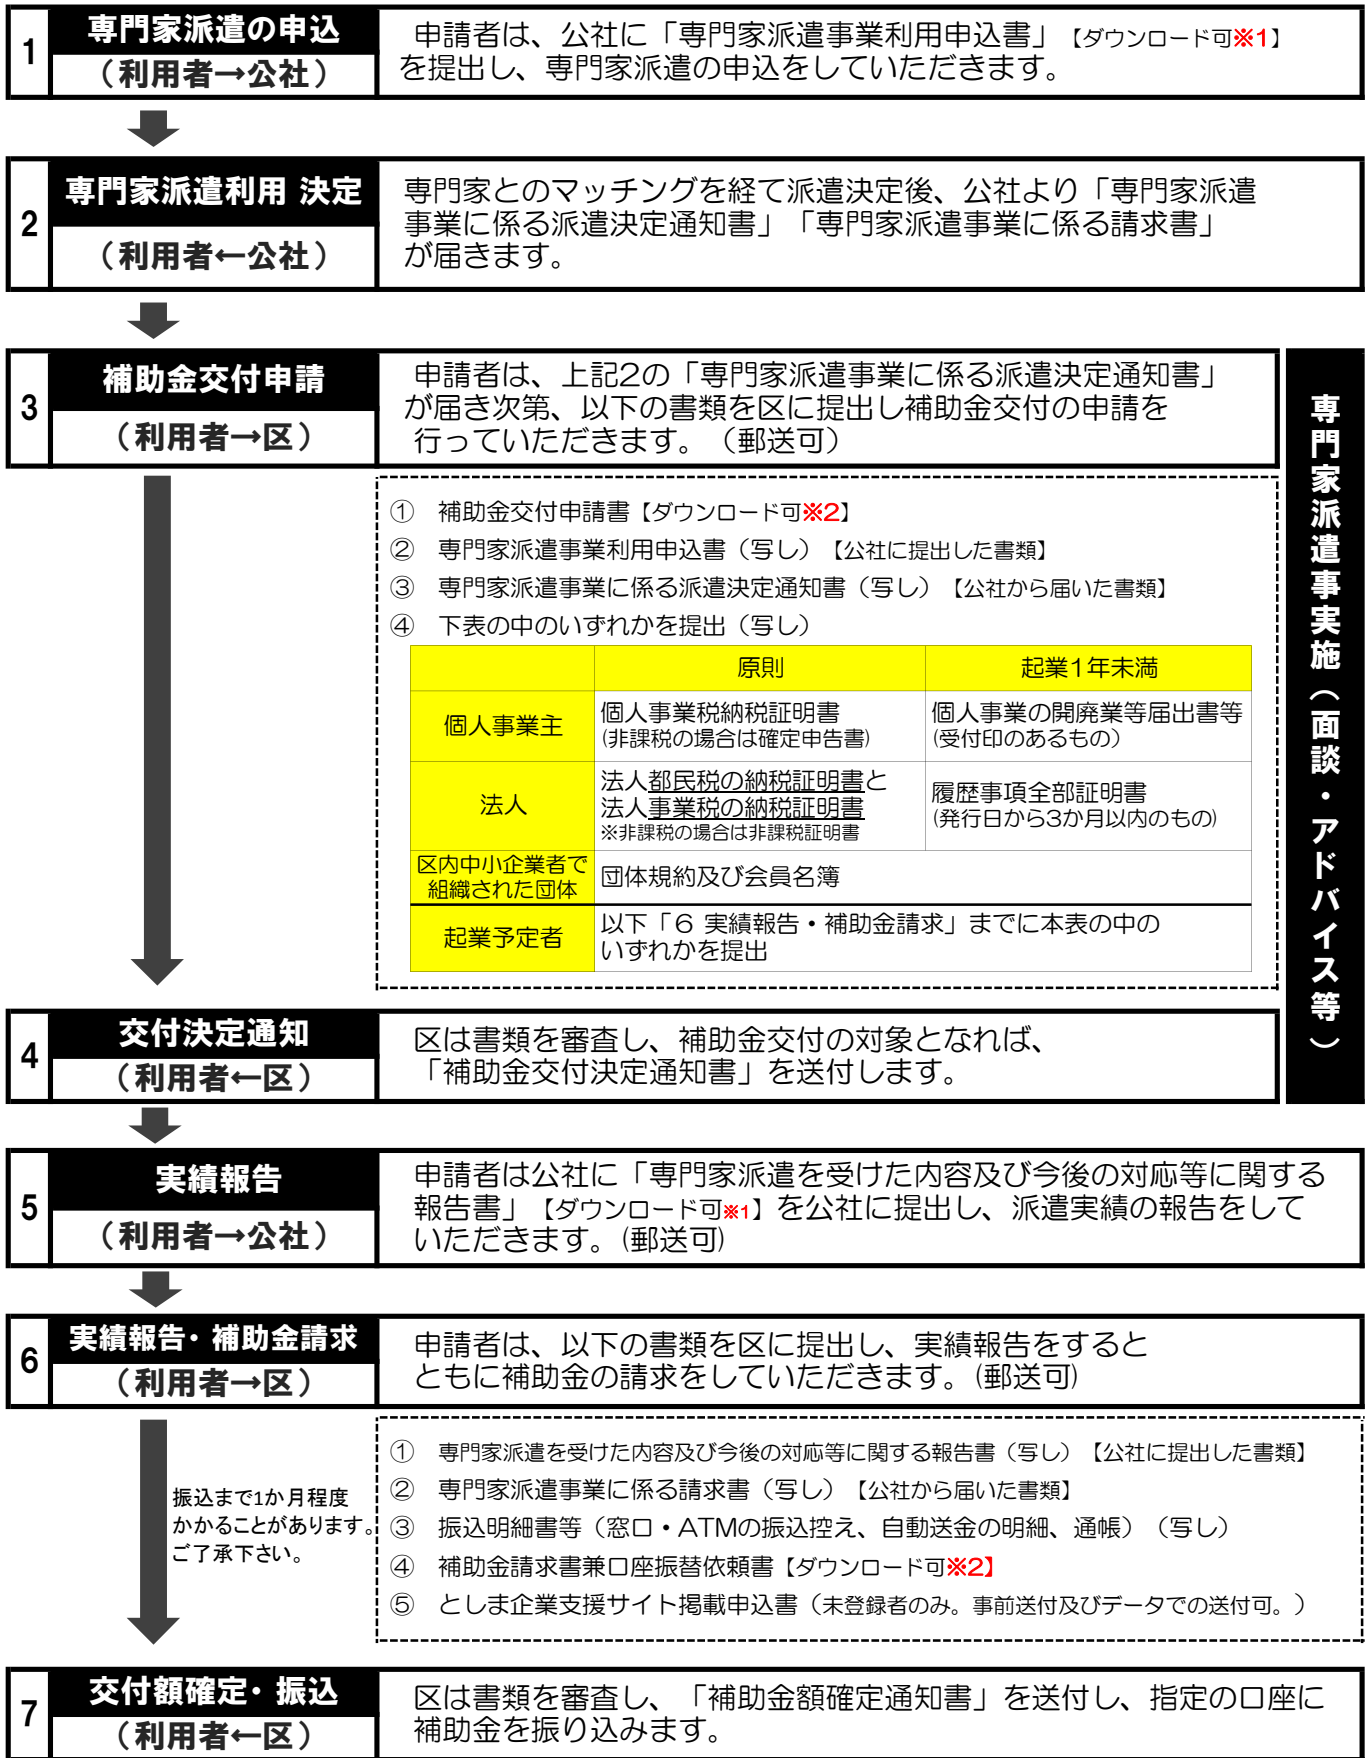 1
専門家派遣の申込
（利用者→公社）
申請者は、公社に「専門家派遣事業利用申込書」【ダウンロード可※1】
を提出し、専門家派遣の申込をしていただきます。
2
専門家派遣利用 決定
（利用者←公社）
専門家とのマッチングを経て派遣決定後、公社より「専門家派遣
事業に係る派遣決定通知書」「専門家派遣事業に係る請求書」
が届きます。
3
補助金交付申請
（利用者→区）
申請者は、上記2の「専門家派遣事業に係る派遣決定通知書」
が届き次第、以下の書類を区に提出し補助金交付の申請を
行っていただきます。（郵送可）
① 補助金交付申請書【ダウンロード可※2】
② 専門家派遣事業利用申込書（写し）【公社に提出した書類】
③ 専門家派遣事業に係る派遣決定通知書（写し）【公社から届いた書類】
④ 下表の中のいずれかを提出（写し）
原則
起業1年未満
個人事業主
個人事業税納税証明書
(非課税の場合は確定申告書)
個人事業の開廃業等届出書等
(受付印のあるもの）
法人
法人都民税の納税証明書と
法人事業税の納税証明書
※非課税の場合は非課税証明書
履歴事項全部証明書
(発行日から3か月以内のもの)
区内中小企業者で
組織された団体
団体規約及び会員名簿
起業予定者
以下「6 実績報告・補助金請求」までに本表の中の
いずれかを提出
専門家派遣事実施（面談・アドバイス等）
4
交付決定通知
（利用者←区）
区は書類を審査し、補助金交付の対象となれば、
「補助金交付決定通知書」を送付します。
5
実績報告
（利用者→公社）
申請者は公社に「専門家派遣を受けた内容及び今後の対応等に関する
報告書」【ダウンロード可※1】を公社に提出し、派遣実績の報告をして
いただきます。(郵送可)
6
実績報告・補助金請求
（利用者→区）
申請者は、以下の書類を区に提出し、実績報告をすると
ともに補助金の請求をしていただきます。(郵送可)
振込まで1か月程度
かかることがあります。
ご了承下さい。
① 専門家派遣を受けた内容及び今後の対応等に関する報告書（写し）【公社に提出した書類】
② 専門家派遣事業に係る請求書（写し）【公社から届いた書類】
③ 振込明細書等（窓口・ATMの振込控え、自動送金の明細、通帳）（写し）
④ 補助金請求書兼口座振替依頼書【ダウンロード可※2】
⑤ としま企業支援サイト掲載申込書（未登録者のみ。事前送付及びデータでの送付可。）
7
交付額確定・振込
（利用者←区）
区は書類を審査し、「補助金額確定通知書」を送付し、指定の口座に
補助金を振り込みます。